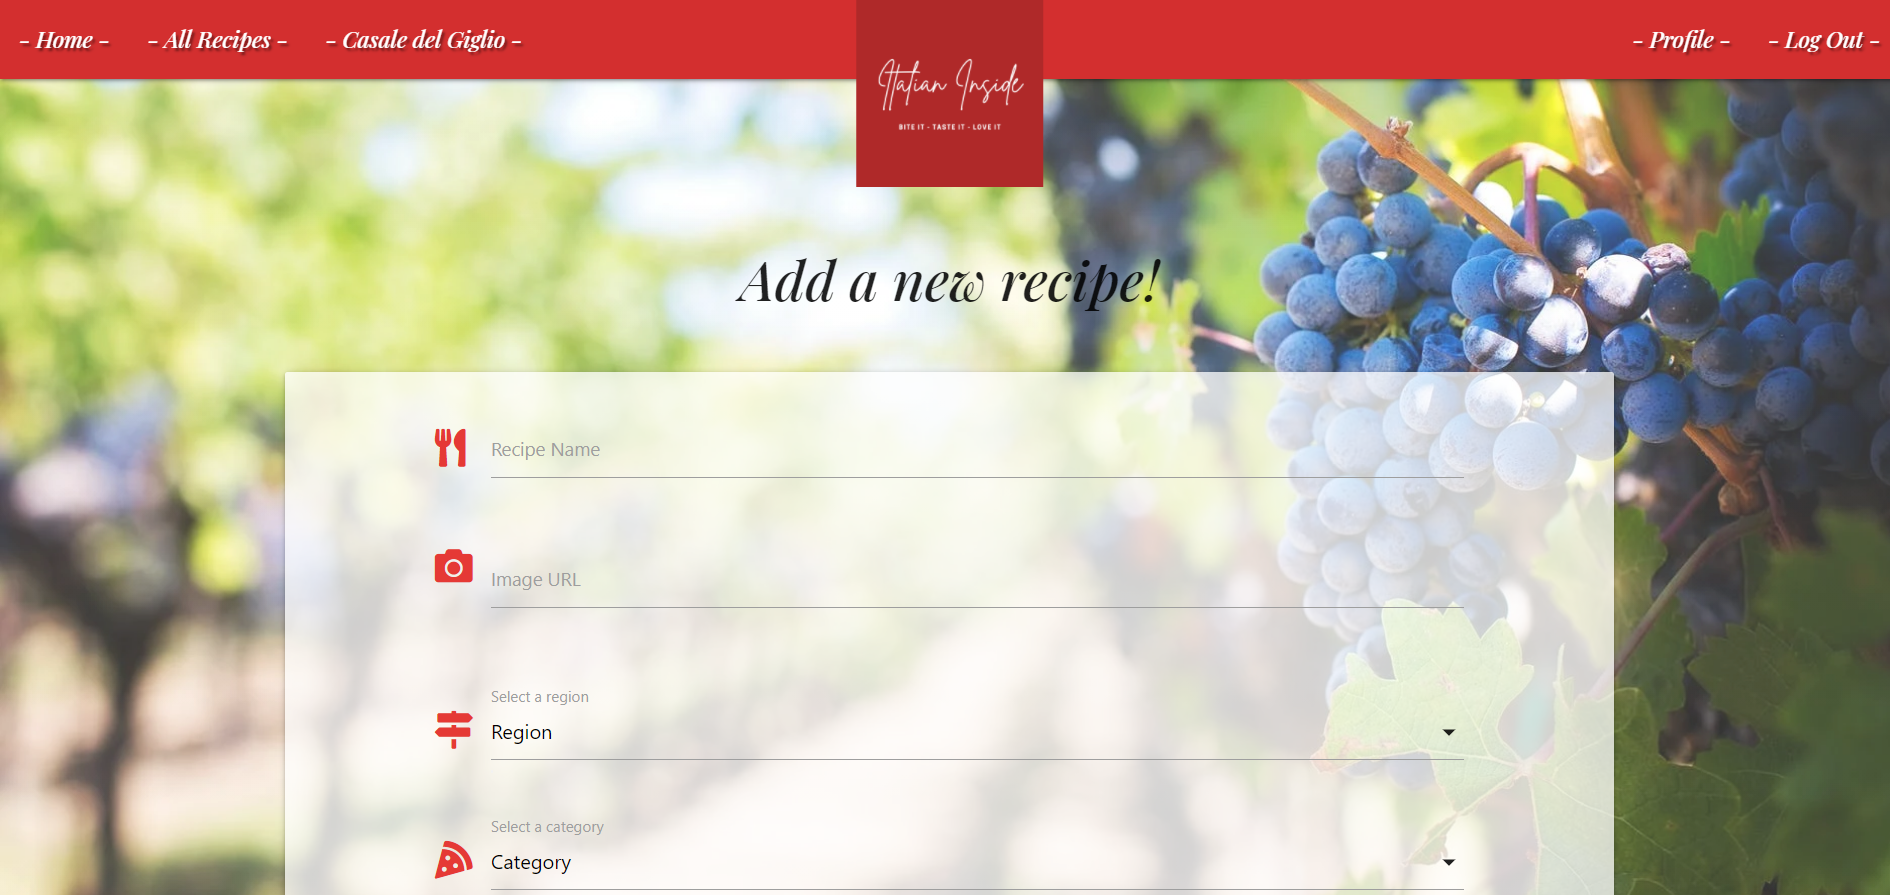 - Home -
- All Recipes -
- Casale del Giglio -
Italian Inside
BITE IT - TASTE IT - LOVE IT
- Profile -
- Log Out -
Add a new recipe!
Recipe Name
Image URL
Select a region
Region
Select a category
Category